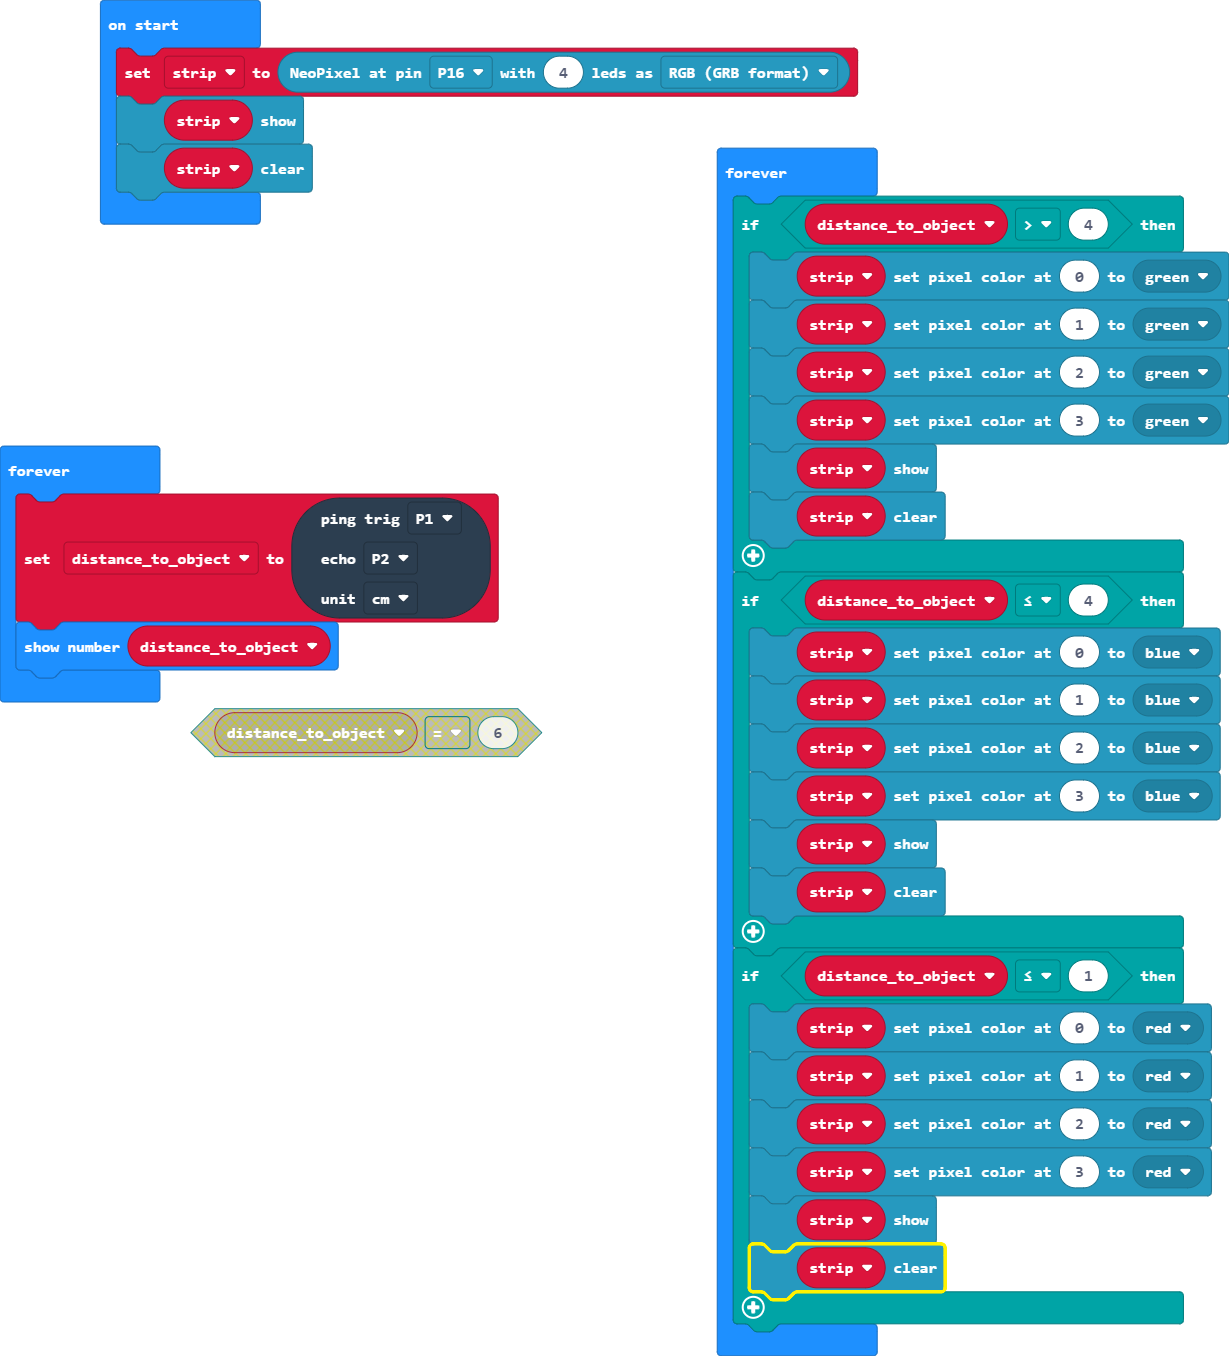 on start
set strip to NeoPixel at pin P16 with 4 leds as RGB (GRB format)
strip show
strip clear
forever
set distance_to_object to
ping trig P1
echo P2
unit cm
show number distance_to_object
distance_to_object = 6
forever
if distance_to_object > 4 then
strip set pixel color at 0 to green
strip set pixel color at 1 to green
strip set pixel color at 2 to green
strip set pixel color at 3 to green
strip show
strip clear
if distance_to_object ≤ 4 then
strip set pixel color at 0 to blue
strip set pixel color at 1 to blue
strip set pixel color at 2 to blue
strip set pixel color at 3 to blue
strip show
strip clear
if distance_to_object ≤ 1 then
strip set pixel color at 0 to red
strip set pixel color at 1 to red
strip set pixel color at 2 to red
strip set pixel color at 3 to red
strip show
strip clear